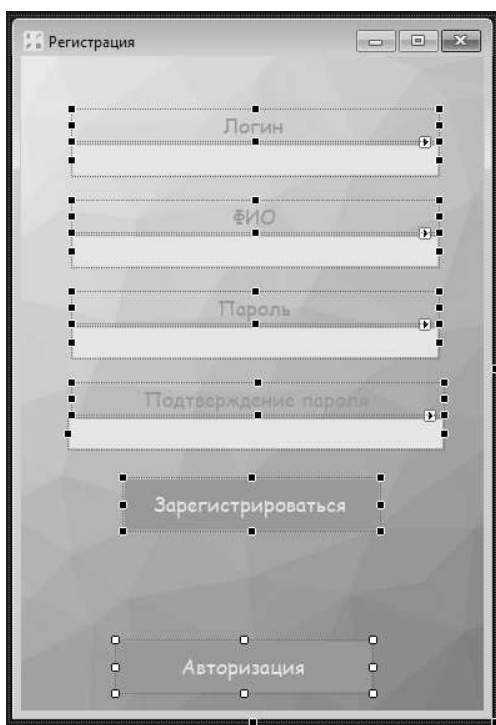 Регистрация
Логин
ФИО
Пароль
Подтверждение пароля
Зарегистрироваться
Авторизация